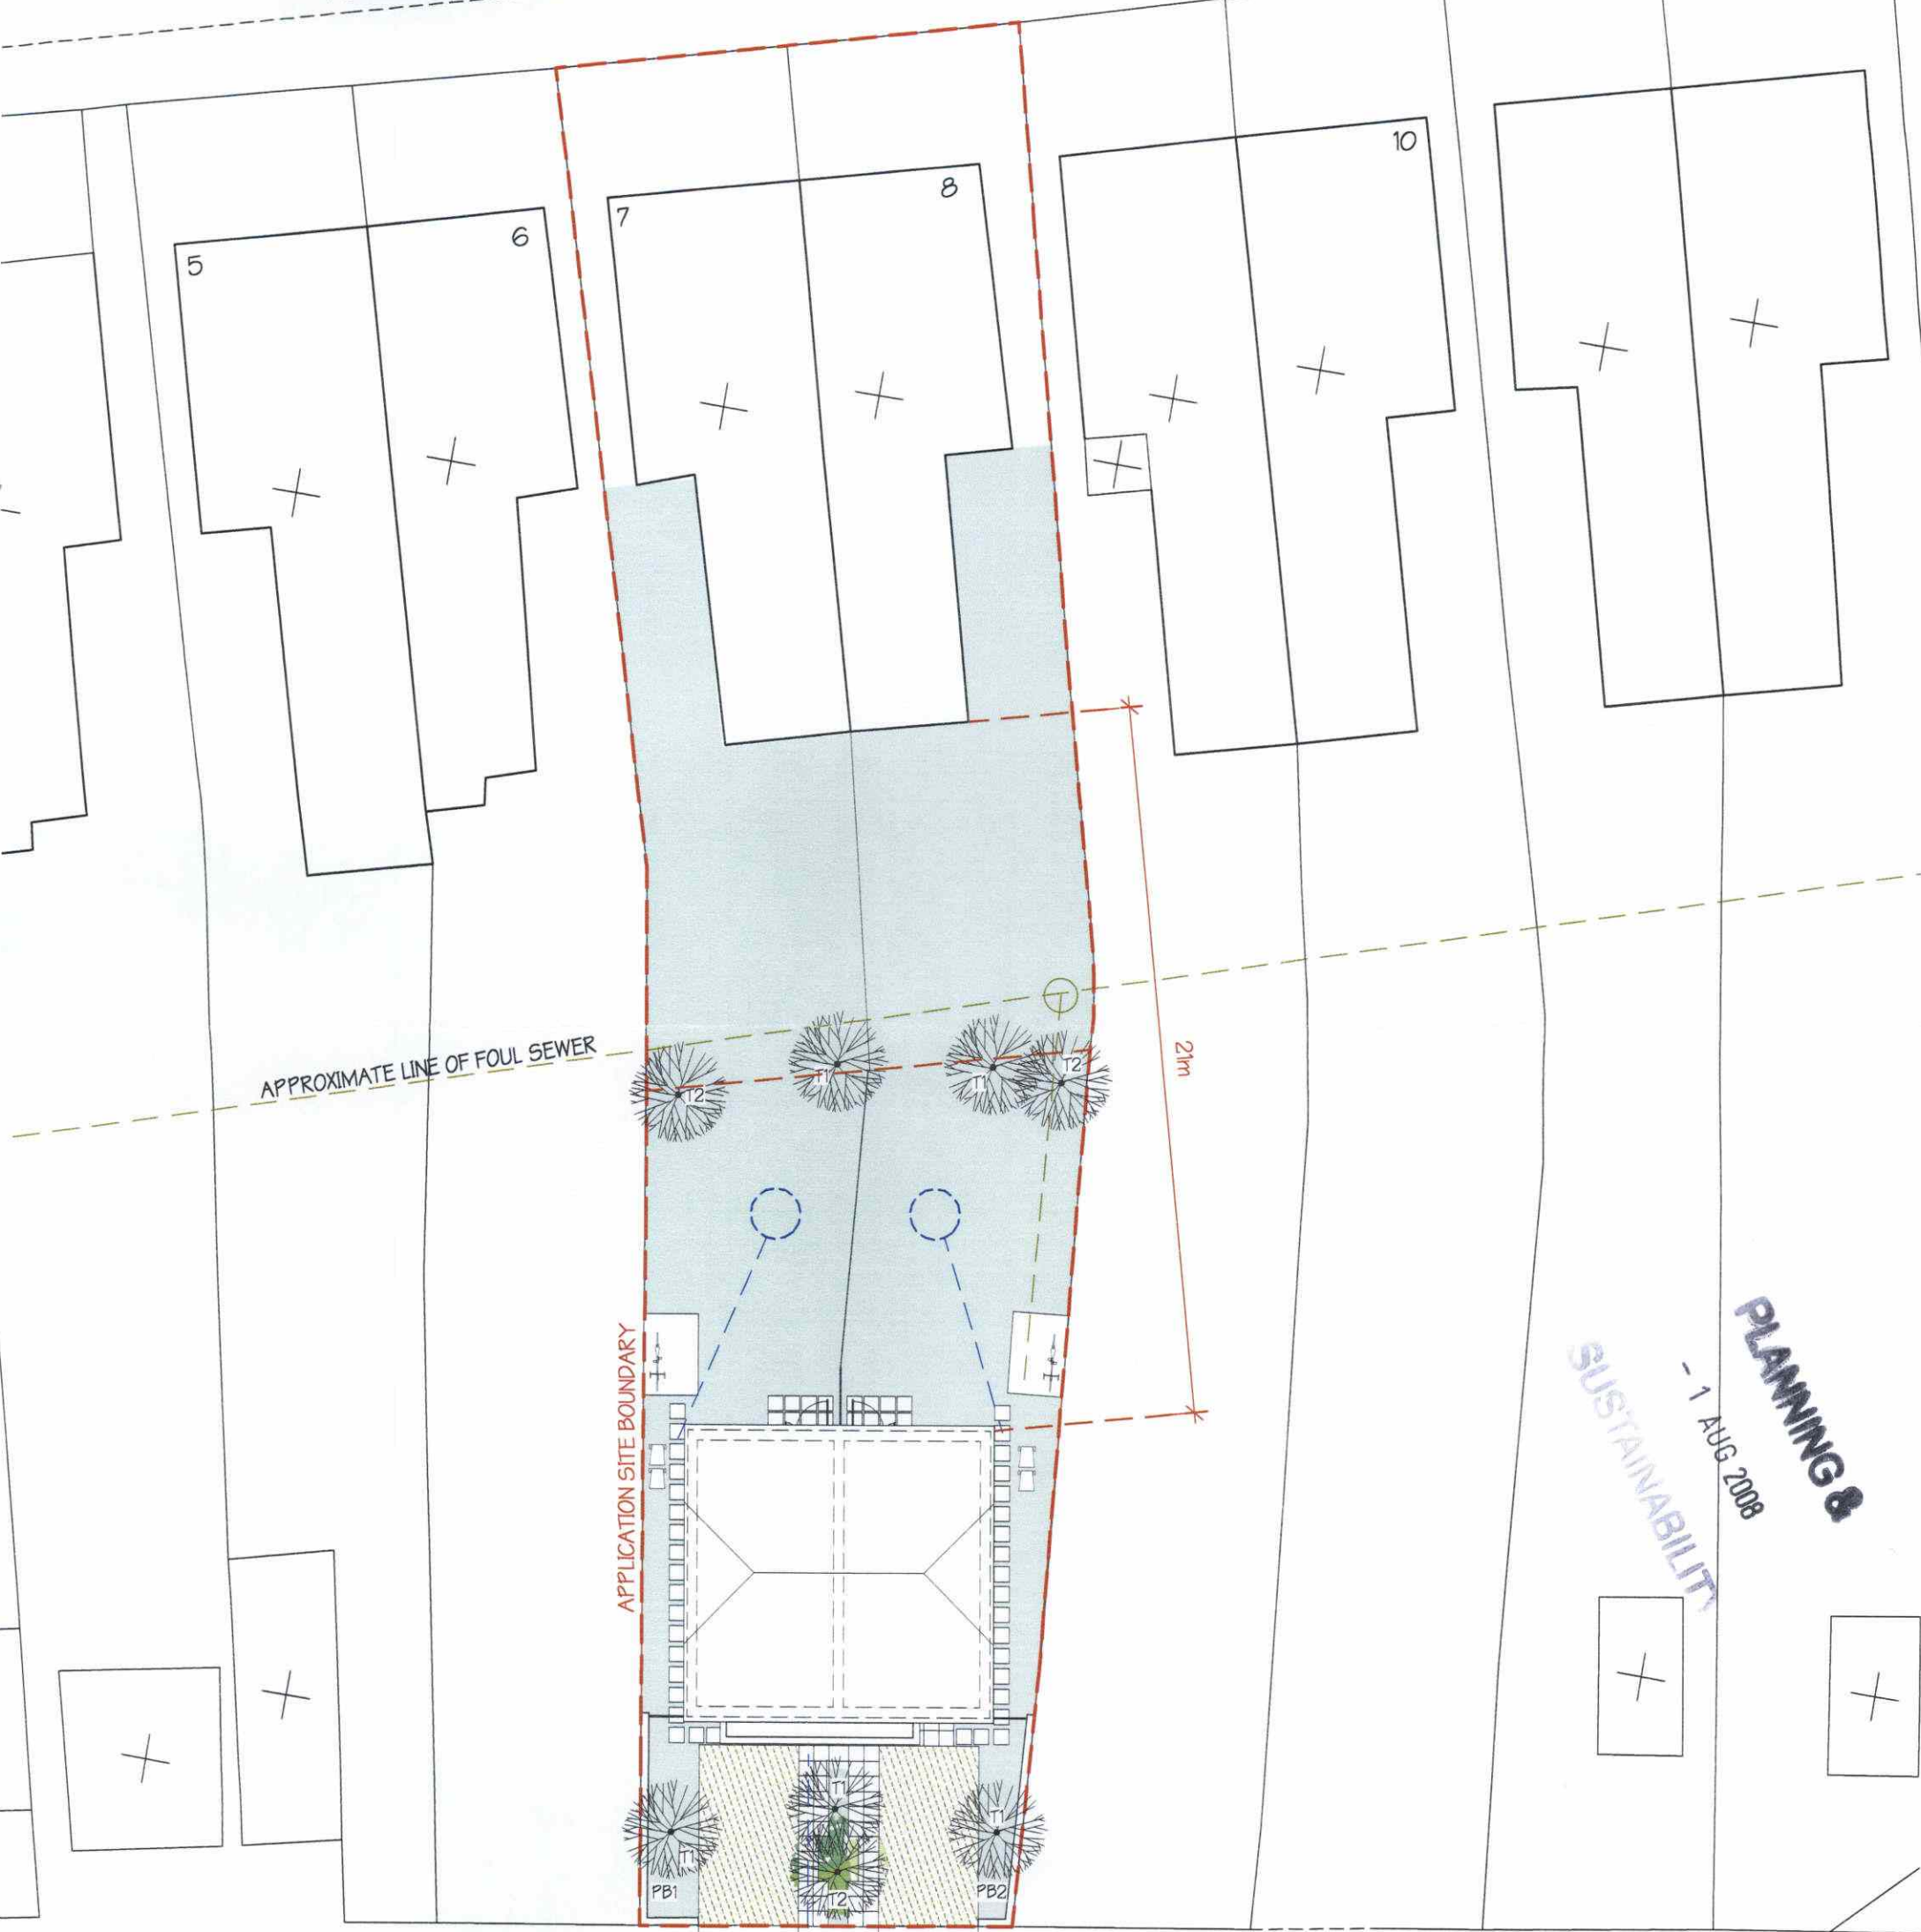 10
8
7
6
5
APPROXIMATE LINE OF FOUL SEWER
T2
T1
T1
T2
21m
APPLICATION SITE BOUNDARY
PLANNING &
- 1 AUG 2008
SUSTAINABILITY
T1
T1
T1
T2
PB1
PB2